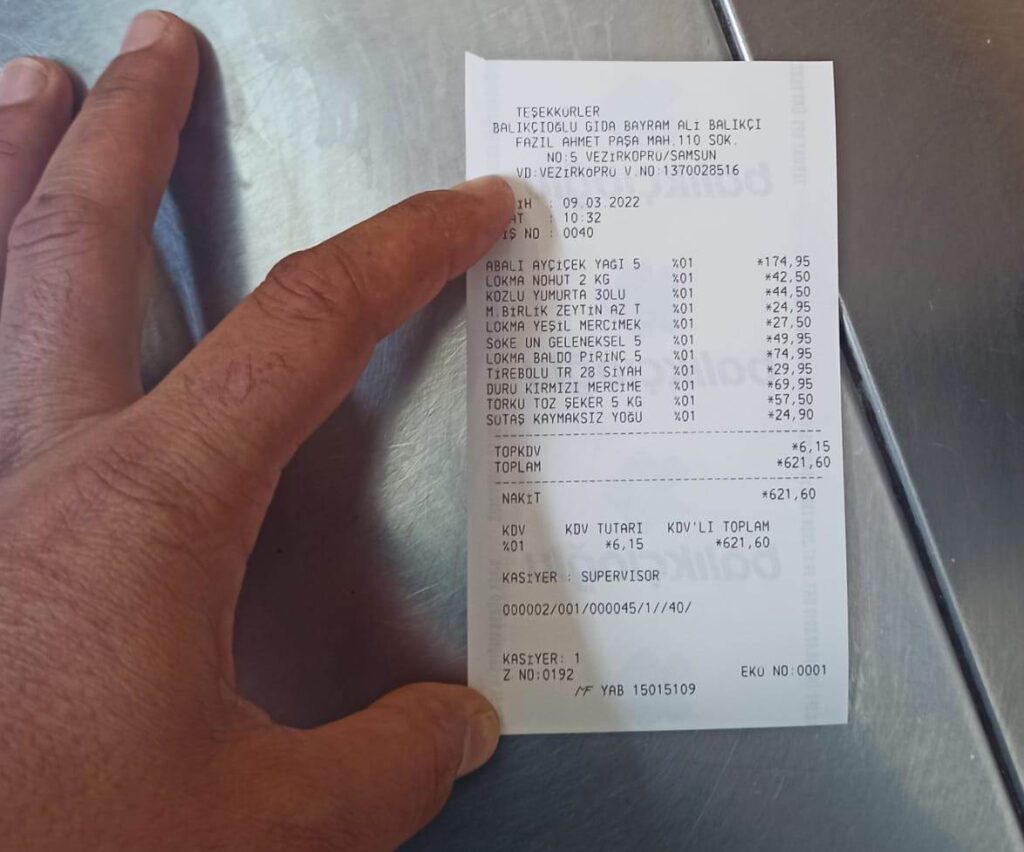 TEŞEKKÜRLER
BALIKÇIOĞLU GIDA BAYRAM ALİ BALIKÇI
FAZIL AHMET PAŞA MAH.110 SOK.
NO:5 VEZİRKÖPRÜ/SAMSUN
VD:VEZİRKÖPRÜ V.NO:1370028516
: 09.03.2022
: 10:32
NO : 0040
ABALI AYÇİÇEK YAĞI 5 %01 *174,95
LOKMA NOHUT 2 KG %01 *42,50
KOZLU YUMURTA 30LU %01 *44,50
M.BİRLİK ZEYTİN AZ T %01 *24,95
LOKMA YEŞİL MERCİMEK %01 *27,50
SÖKE UN GELENEKSEL 5 %01 *49,95
LOKMA BALDO PİRİNÇ 5 %01 *74,95
TİREBOLU TR 28 SİYAH %01 *29,95
DURU KIRMIZI MERCİME %01 *69,95
TORKU TOZ ŞEKER 5 KG %01 *57,50
SÜTAŞ KAYMAKSIZ YOĞU %01 *24,90
TOPKDV *6,15
TOPLAM *621,60
NAKİT *621,60
KDV KDV TUTARI KDV'Lİ TOPLAM
%01 *6,15 *621,60
KASİYER : SUPERVISOR
000002/001/000045/1//40/
KASİYER: 1
Z NO:0192 EKÜ NO:0001
MF YAB 15015109